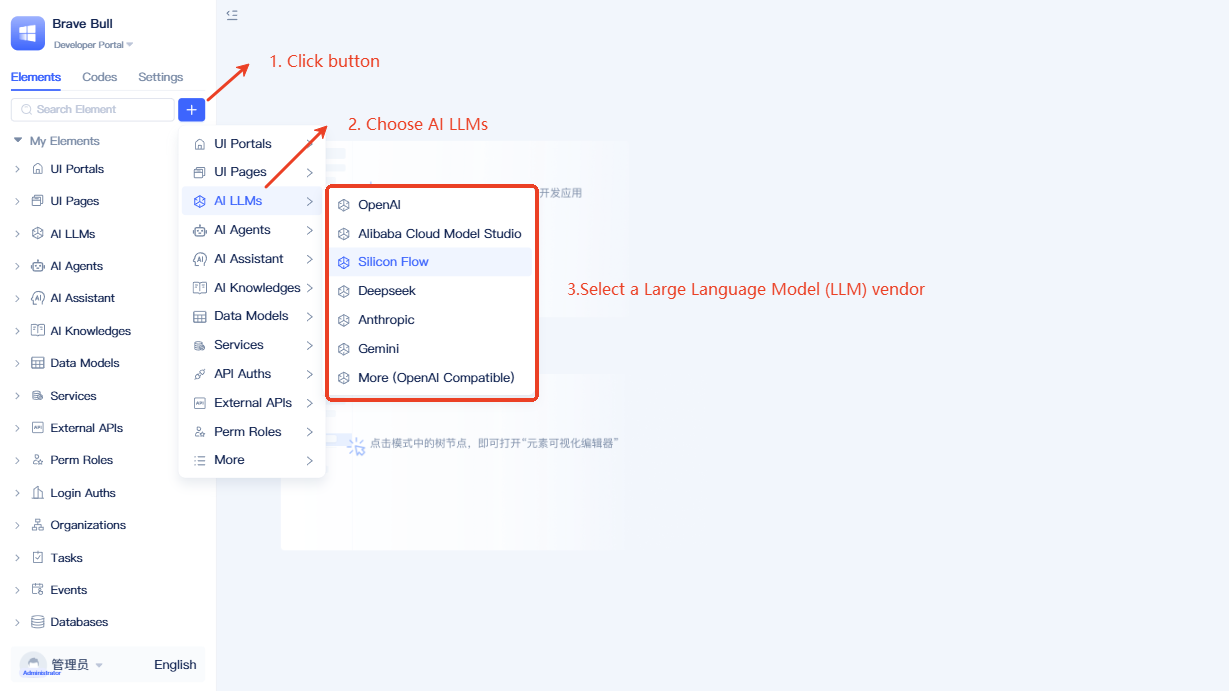 Brave Bull
Developer Portal
Elements Codes Settings
Search Element
+
My Elements
UI Portals
UI Pages
AI LLMs
AI Agents
AI Assistant
AI Knowledges
Data Models
Services
External APIs
Perm Roles
Login Auths
Organizations
Tasks
Events
Databases
管理员
Administrator
English
1. Click button
2. Choose AI LLMs
UI Portals
UI Pages
AI LLMs
AI Agents
AI Assistant
AI Knowledges
Data Models
Services
API Auths
External APIs
Perm Roles
More
OpenAI
Alibaba Cloud Model Studio
Silicon Flow
Deepseek
Anthropic
Gemini
More (OpenAI Compatible)
3.Select a Large Language Model (LLM) vendor
开发应用
点击模式中的树节点，即可打开“元素可视化编辑器”